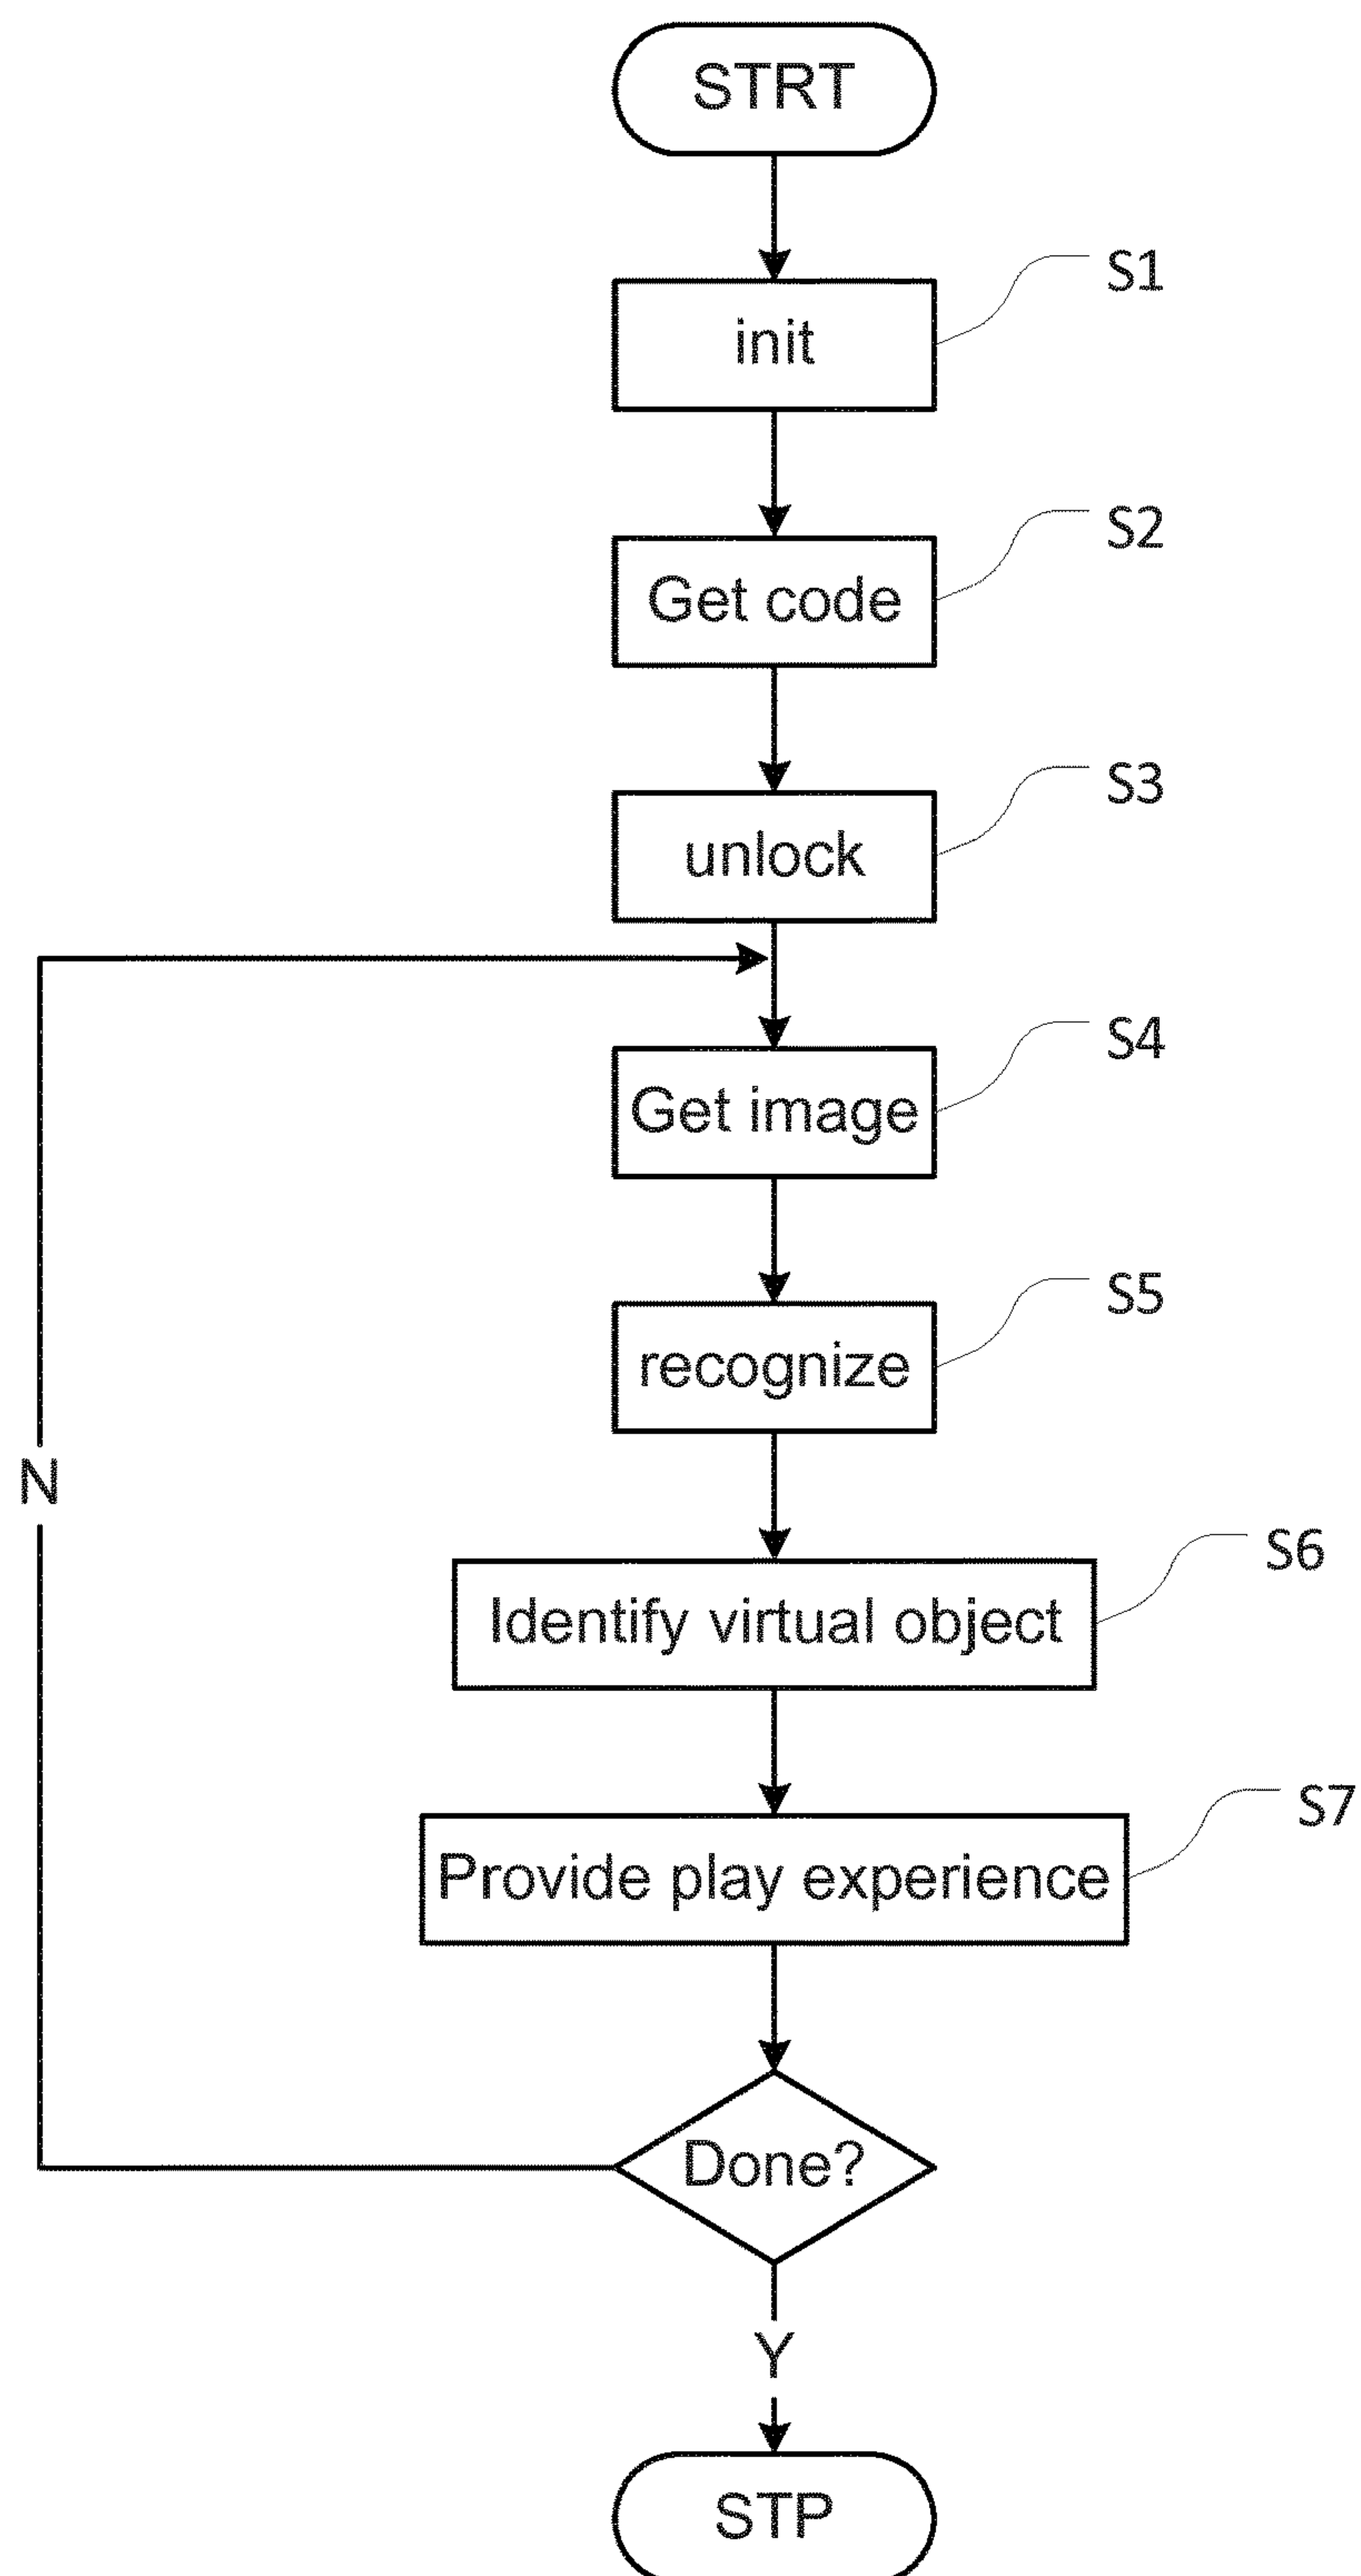 STRT
S1
init
S2
Get code
S3
unlock
S4
Get image
S5
recognize
N
S6
Identify virtual object
S7
Provide play experience
Done?
Y
STP